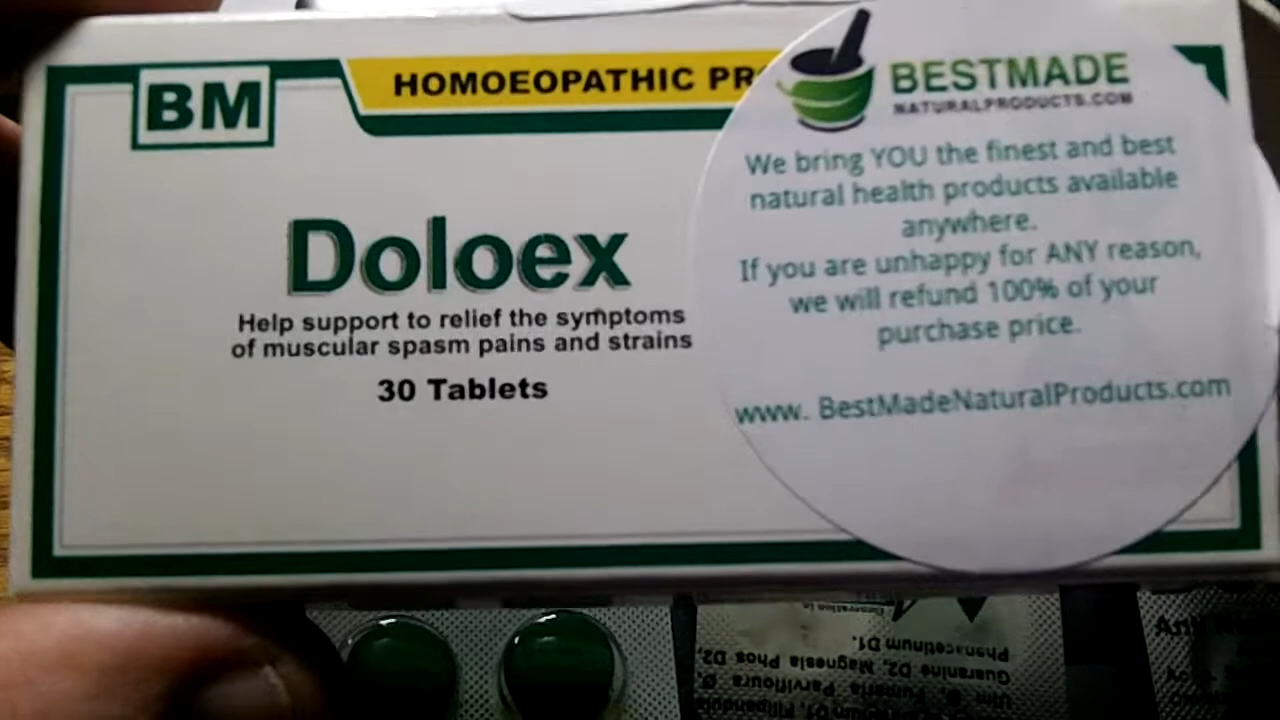 BM
HOMOEOPATHIC PR
Doloex
Help support to relief the symptoms
of muscular spasm pains and strains
30 Tablets
BESTMADE
NATURALPRODUCTS.COM
We bring YOU the finest and best
natural health products available
anywhere.
If you are unhappy for ANY reason,
we will refund 100% of your
purchase price.
www. BestMadeNaturalProducts.com
Parvifloura Ø,
Guaranine D2, Magnesia Phos D2,
Phenacetinum D1.